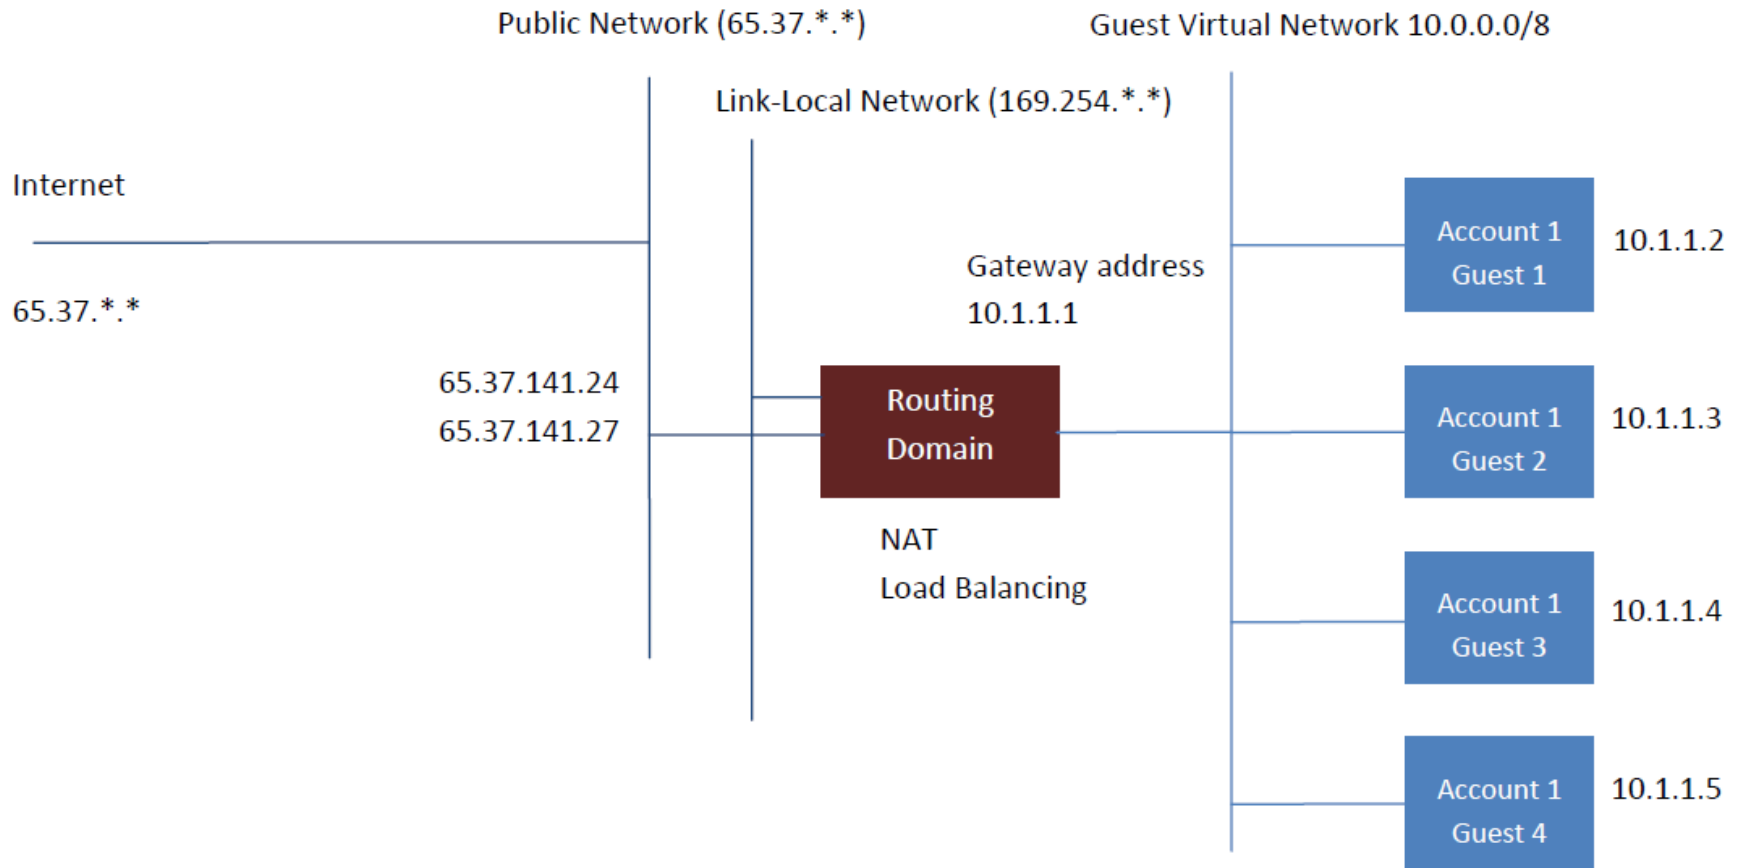 Public Network (65.37.*.*)
Guest Virtual Network 10.0.0.0/8
Link-Local Network (169.254.*.*)
Internet
65.37.*.*
Gateway address
10.1.1.1
65.37.141.24
65.37.141.27
Routing
Domain
NAT
Load Balancing
Account 1
Guest 1
10.1.1.2
Account 1
Guest 2
10.1.1.3
Account 1
Guest 3
10.1.1.4
Account 1
Guest 4
10.1.1.5